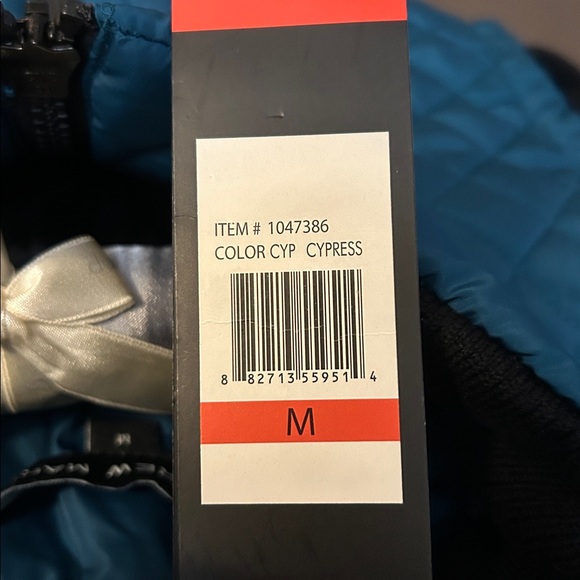 ITEM # 1047386
COLOR CYP CYPRESS
8 82713 55951 4
M